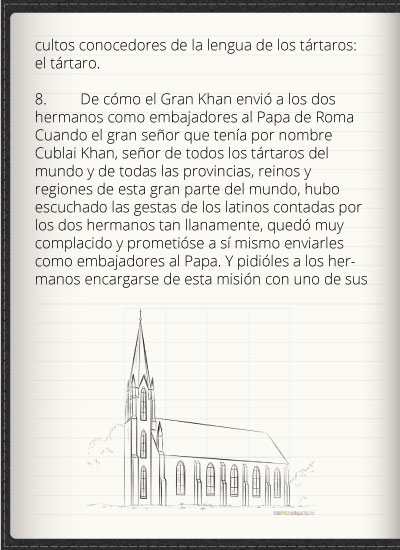 cultos conocedores de la lengua de los tártaros:
el tártaro.
8. De cómo el Gran Khan envió a los dos
hermanos como embajadores al Papa de Roma
Cuando el gran señor que tenía por nombre
Cublai Khan, señor de todos los tártaros del
mundo y de todas las provincias, reinos y
regiones de esta gran parte del mundo, hubo
escuchado las gestas de los latinos contadas por
los dos hermanos tan llanamente, quedó muy
complacido y prometióse a sí mismo enviarles
como embajadores al Papa. Y pidióles a los her-
manos encargarse de esta misión con uno de sus